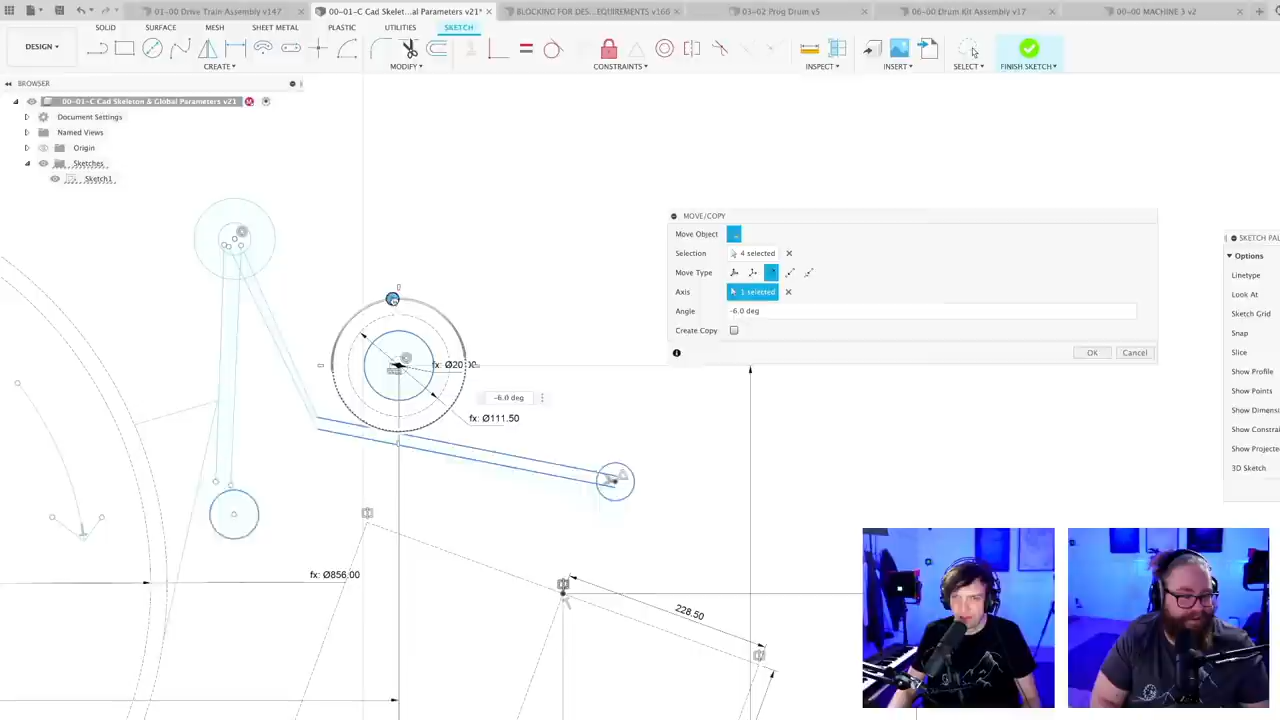 01-00 Drive Train Assembly v147
00-01-C Cad Skelet...al Parameters v21*
BLOCKING FOR DES...EQUIREMENTS v166
03-02 Prog Drum v5
06-00 Drum Kit Assembly v17
00-00 MACHINE 3 v2
SOLID
SURFACE
MESH
SHEET METAL
PLASTIC
UTILITIES
SKETCH
DESIGN
CREATE
MODIFY
CONSTRAINTS
INSPECT
INSERT
SELECT
FINISH SKETCH
BROWSER
00-01-C Cad Skeleton & Global Parameters v21
Document Settings
Named Views
Origin
Sketches
Sketch1
MOVE/COPY
Move Object
Selection
4 selected
Move Type
Axis
1 selected
Angle
-6.0 deg
Create Copy
OK
Cancel
SKETCH PAL
Options
Linetype
Look At
Sketch Grid
Snap
Slice
Show Profile
Show Points
Show Dimens
Show Constrai
Show Projecte
3D Sketch
-6.0 deg
fx: Ø111.50
fx: Ø856.00
228.50